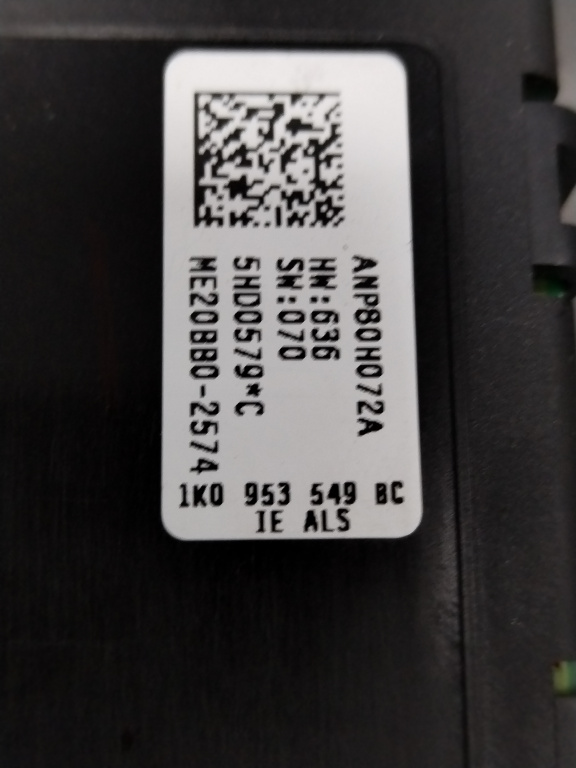 ANP80H072A
HW:636
SW:070
5HD0579*C
ME20BB0-2574
1K0 953 549 BC
IE ALS